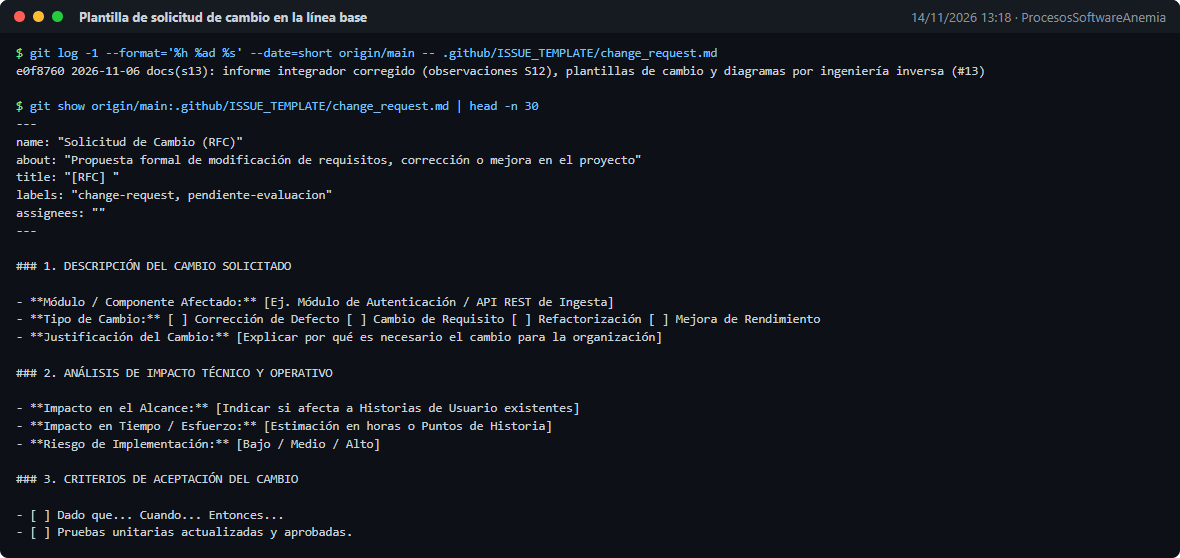 Plantilla de solicitud de cambio en la línea base
14/11/2026 13:18 · ProcesosSoftwareAnemia
$ git log -1 --format='%h %ad %s' --date=short origin/main -- .github/ISSUE_TEMPLATE/change_request.md
e0f8760 2026-11-06 docs(s13): informe integrador corregido (observaciones S12), plantillas de cambio y diagramas por ingeniería inversa (#13)
$ git show origin/main:.github/ISSUE_TEMPLATE/change_request.md | head -n 30
---
name: "Solicitud de Cambio (RFC)"
about: "Propuesta formal de modificación de requisitos, corrección o mejora en el proyecto"
title: "[RFC] "
labels: "change-request, pendiente-evaluacion"
assignees: ""
---
### 1. DESCRIPCIÓN DEL CAMBIO SOLICITADO
- **Módulo / Componente Afectado:** [Ej. Módulo de Autenticación / API REST de Ingesta]
- **Tipo de Cambio:** [ ] Corrección de Defecto [ ] Cambio de Requisito [ ] Refactorización [ ] Mejora de Rendimiento
- **Justificación del Cambio:** [Explicar por qué es necesario el cambio para la organización]
### 2. ANÁLISIS DE IMPACTO TÉCNICO Y OPERATIVO
- **Impacto en el Alcance:** [Indicar si afecta a Historias de Usuario existentes]
- **Impacto en Tiempo / Esfuerzo:** [Estimación en horas o Puntos de Historia]
- **Riesgo de Implementación:** [Bajo / Medio / Alto]
### 3. CRITERIOS DE ACEPTACIÓN DEL CAMBIO
- [ ] Dado que... Cuando... Entonces...
- [ ] Pruebas unitarias actualizadas y aprobadas.